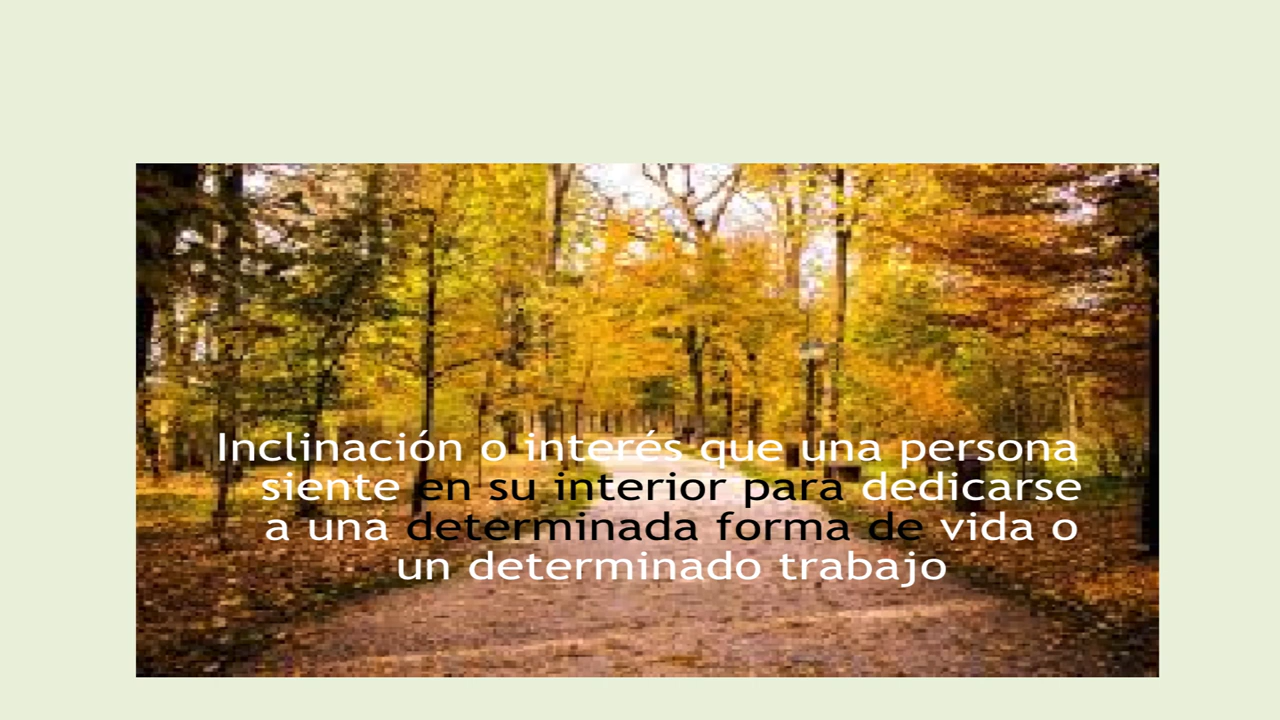 Inclinación o interés que una persona
siente en su interior para dedicarse
a una determinada forma de vida o
un determinado trabajo